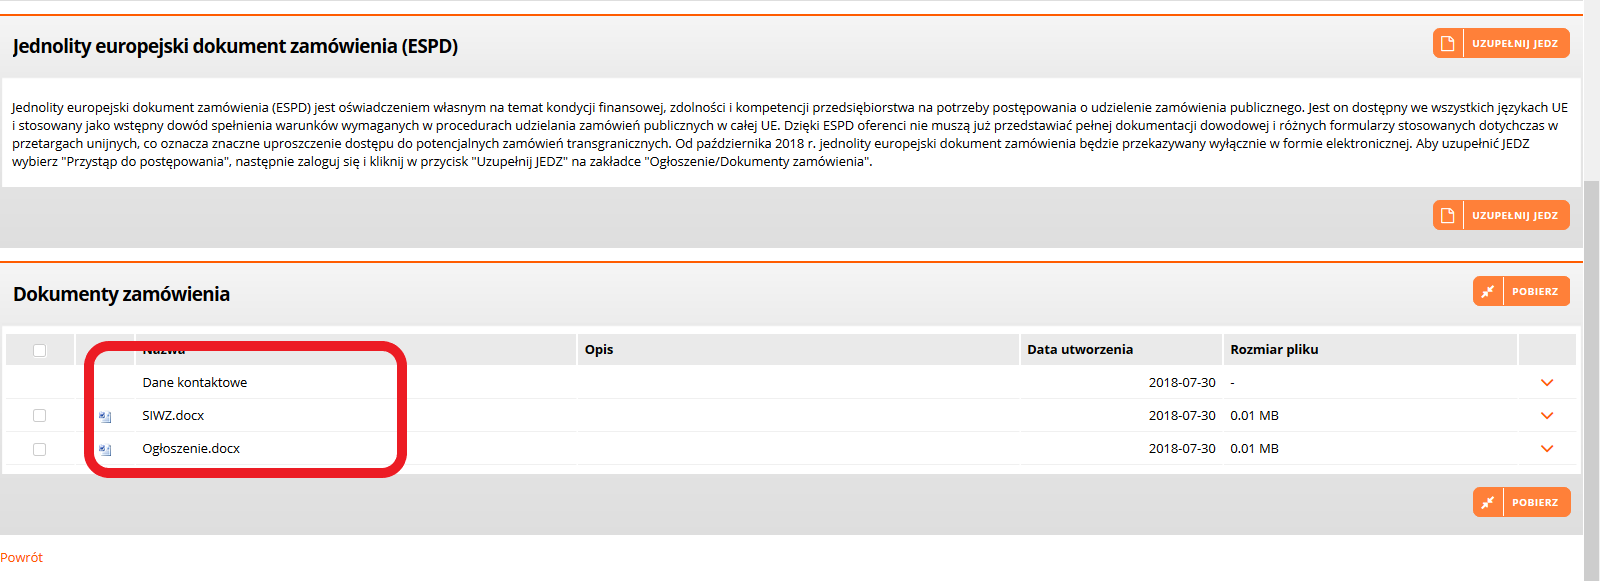 Jednolity europejski dokument zamówienia (ESPD)
UZUPEŁNIJ JEDZ
Jednolity europejski dokument zamówienia (ESPD) jest oświadczeniem własnym na temat kondycji finansowej, zdolności i kompetencji przedsiębiorstwa na potrzeby postępowania o udzielenie zamówienia publicznego. Jest on dostępny we wszystkich językach UE
i stosowany jako wstępny dowód spełnienia warunków wymaganych w procedurach udzielania zamówień publicznych w całej UE. Dzięki ESPD oferenci nie muszą już przedstawiać pełnej dokumentacji dowodowej i różnych formularzy stosowanych dotychczas w
przetargach unijnych, co oznacza znaczne uproszczenie dostępu do potencjalnych zamówień transgranicznych. Od października 2018 r. jednolity europejski dokument zamówienia będzie przekazywany wyłącznie w formie elektronicznej. Aby uzupełnić JEDZ
wybierz "Przystąp do postępowania", następnie zaloguj się i kliknij w przycisk "Uzupełnij JEDZ" na zakładce "Ogłoszenie/Dokumenty zamówienia".
UZUPEŁNIJ JEDZ
Dokumenty zamówienia
POBIERZ
Nazwa Opis Data utworzenia Rozmiar pliku
Dane kontaktowe 2018-07-30 -
SIWZ.docx 2018-07-30 0.01 MB
Ogłoszenie.docx 2018-07-30 0.01 MB
POBIERZ
Powrót